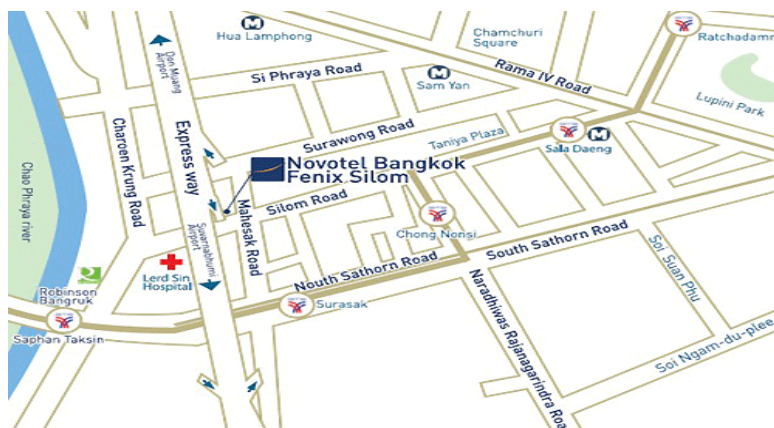 M
Hua Lamphong
Chamchuri
Square
Ratchadamn
Don Muang
Airport
Si Phraya Road
M
Sam Yan
Rama IV Road
Lupini Park
Charoen Krung Road
Express way
Surawong Road
Taniya Plaza
M
Sala Daeng
Novotel Bangkok
Fenix Silom
Chao Phraya river
Mahesak Road
Silom Road
Chong Nonsi
Suvarnabhumi
Airport
South Sathorn Road
Soi Suan Phu
Lerd Sin
Hospital
Nouth Sathorn Road
Robinson
Bangruk
Surasak
Saphan Taksin
Naradhiwas Rajanagarindra Roa
Soi Ngam-du-plee